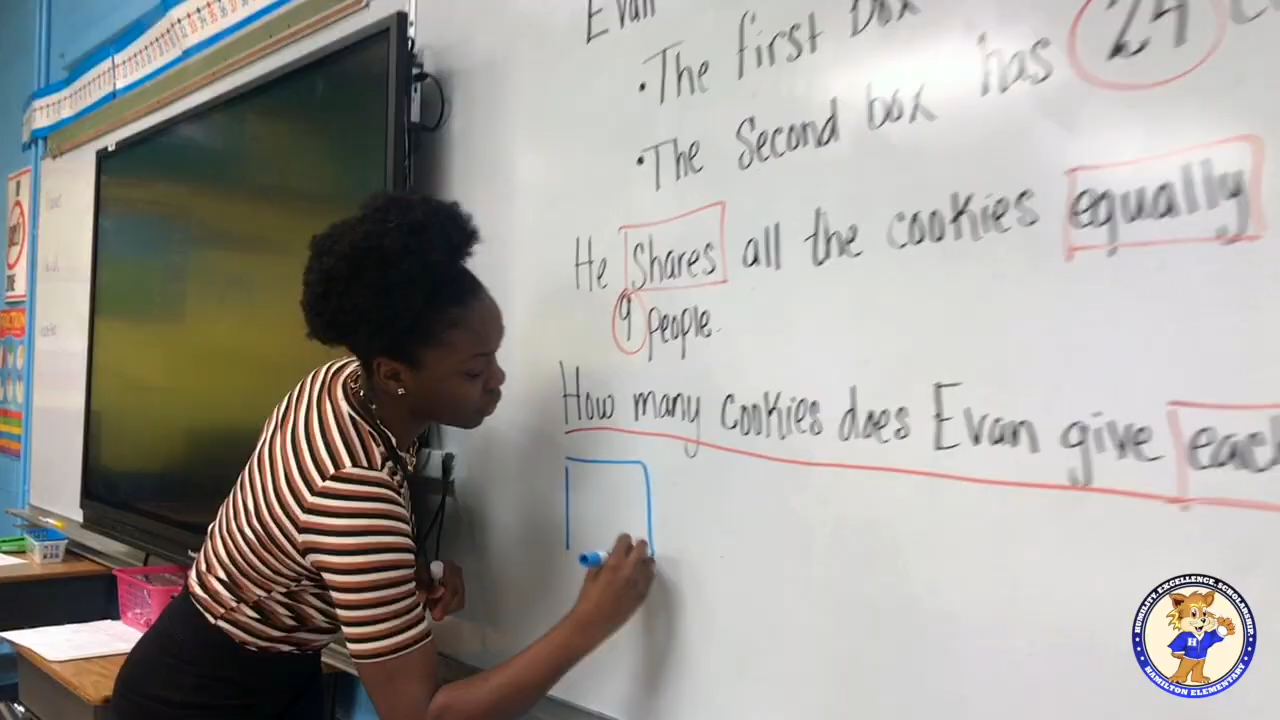 Evan
• The first box
• The Second box has 24
He Shares all the cookies equally
9 people.
How many cookies does Evan give each
HUMILITY. EXCELLENCE. SCHOLARSHIP.
H
HAMILTON ELEMENTARY